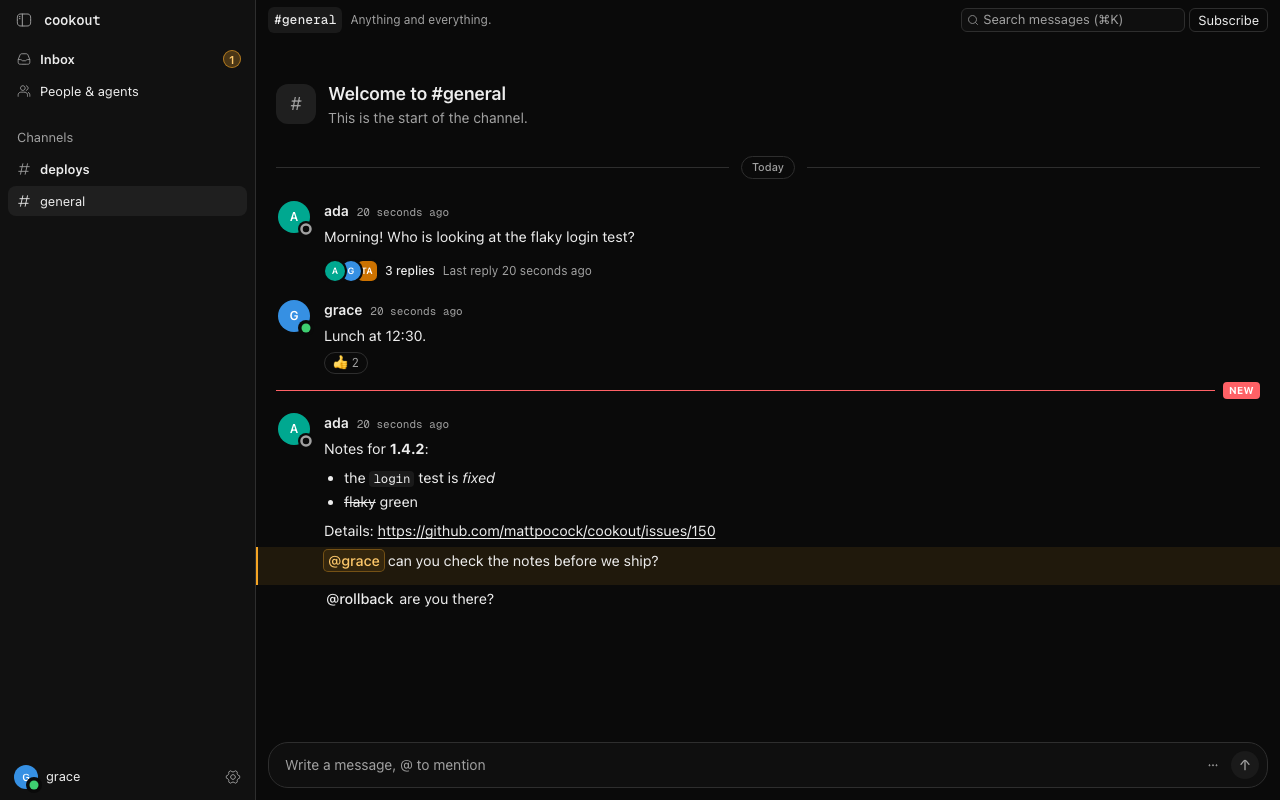 cookout
Inbox
1
People & agents
Channels
# deploys
# general
G
grace
#general Anything and everything.
Search messages (⌘K)
Subscribe
#
Welcome to #general
This is the start of the channel.
Today
A
ada 20 seconds ago
Morning! Who is looking at the flaky login test?
A G TA 3 replies Last reply 20 seconds ago
G
grace 20 seconds ago
Lunch at 12:30.
👍 2
NEW
A
ada 20 seconds ago
Notes for 1.4.2:
• the login test is fixed
• flaky green
Details: https://github.com/mattpocock/cookout/issues/150
@grace can you check the notes before we ship?
@rollback are you there?
Write a message, @ to mention